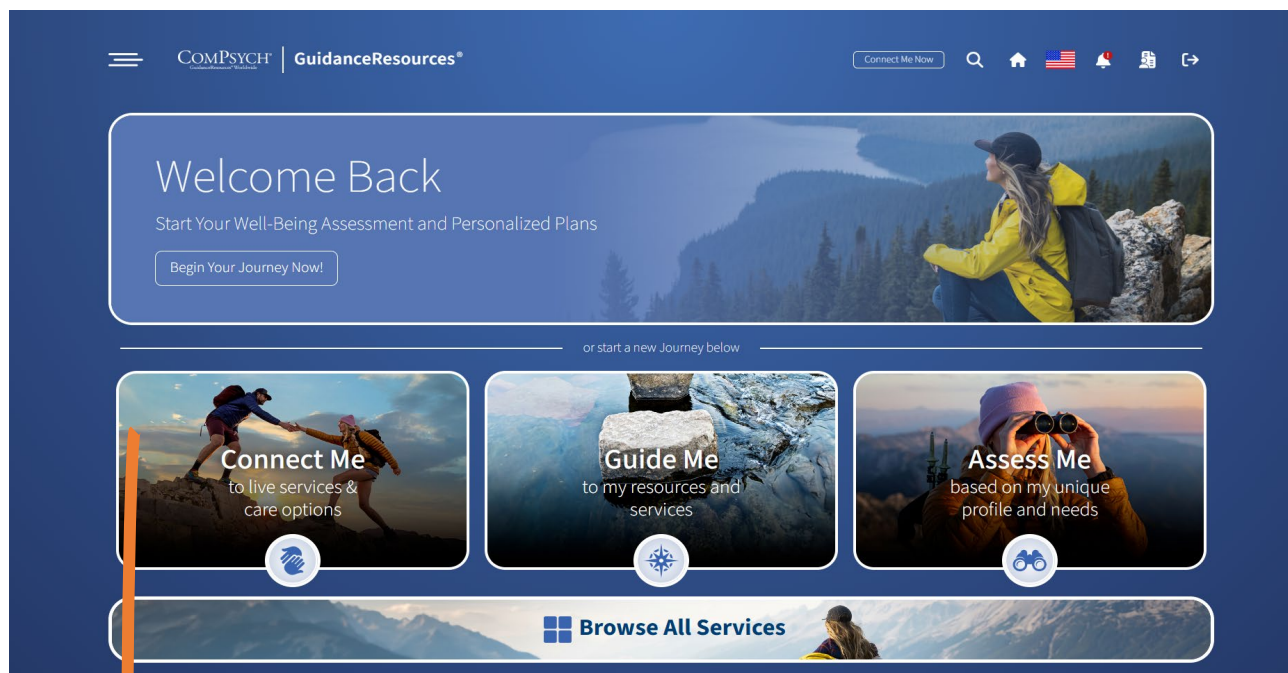 COMPSYCH®
GuidanceResources® Worldwide
GuidanceResources®
Connect Me Now
Welcome Back
Start Your Well-Being Assessment and Personalized Plans
Begin Your Journey Now!
or start a new Journey below
Connect Me
to live services &
care options
Guide Me
to my resources and
services
Assess Me
based on my unique
profile and needs
Browse All Services